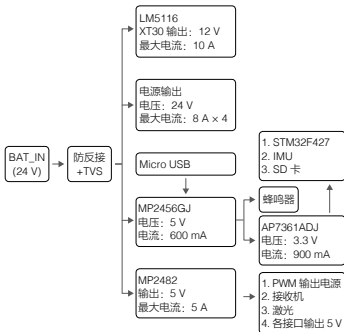 LM5116
XT30 输出：12 V
最大电流：10 A
电源输出
电压：24 V
最大电流：8 A × 4
BAT_IN
(24 V)
防反接
+TVS
Micro USB
1. STM32F427
2. IMU
3. SD 卡
MP2456GJ
电压：5 V
电流：600 mA
蜂鸣器
AP7361ADJ
电压：3.3 V
电流：900 mA
MP2482
输出：5 V
最大电流：5 A
1. PWM 输出电源
2. 接收机
3. 激光
4. 各接口输出 5 V